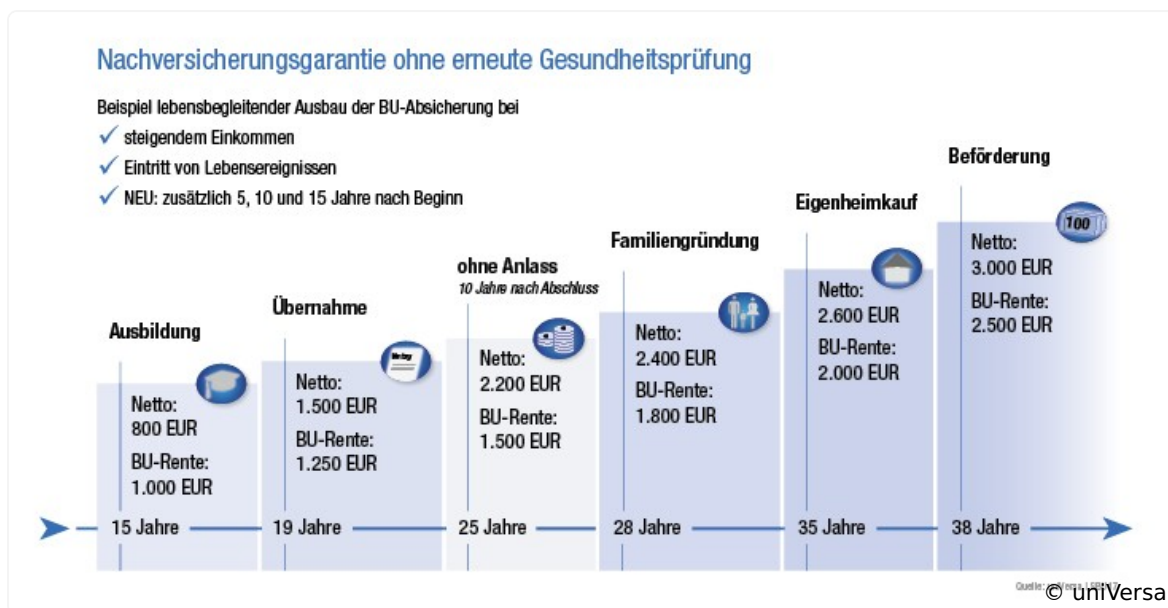 Nachversicherungsgarantie ohne erneute Gesundheitsprüfung
Beispiel lebensbegleitender Ausbau der BU-Absicherung bei
✓ steigendem Einkommen
✓ Eintritt von Lebensereignissen
✓ NEU: zusätzlich 5, 10 und 15 Jahre nach Beginn
Ausbildung
Netto:
800 EUR
BU-Rente:
1.000 EUR
15 Jahre
Übernahme
Netto:
1.500 EUR
BU-Rente:
1.250 EUR
19 Jahre
ohne Anlass
10 Jahre nach Abschluss
Netto:
2.200 EUR
BU-Rente:
1.500 EUR
25 Jahre
Familiengründung
Netto:
2.400 EUR
BU-Rente:
1.800 EUR
28 Jahre
Eigenheimkauf
Netto:
2.600 EUR
BU-Rente:
2.000 EUR
35 Jahre
Beförderung
100
Netto:
3.000 EUR
BU-Rente:
2.500 EUR
38 Jahre
Quelle:
© uniVersa